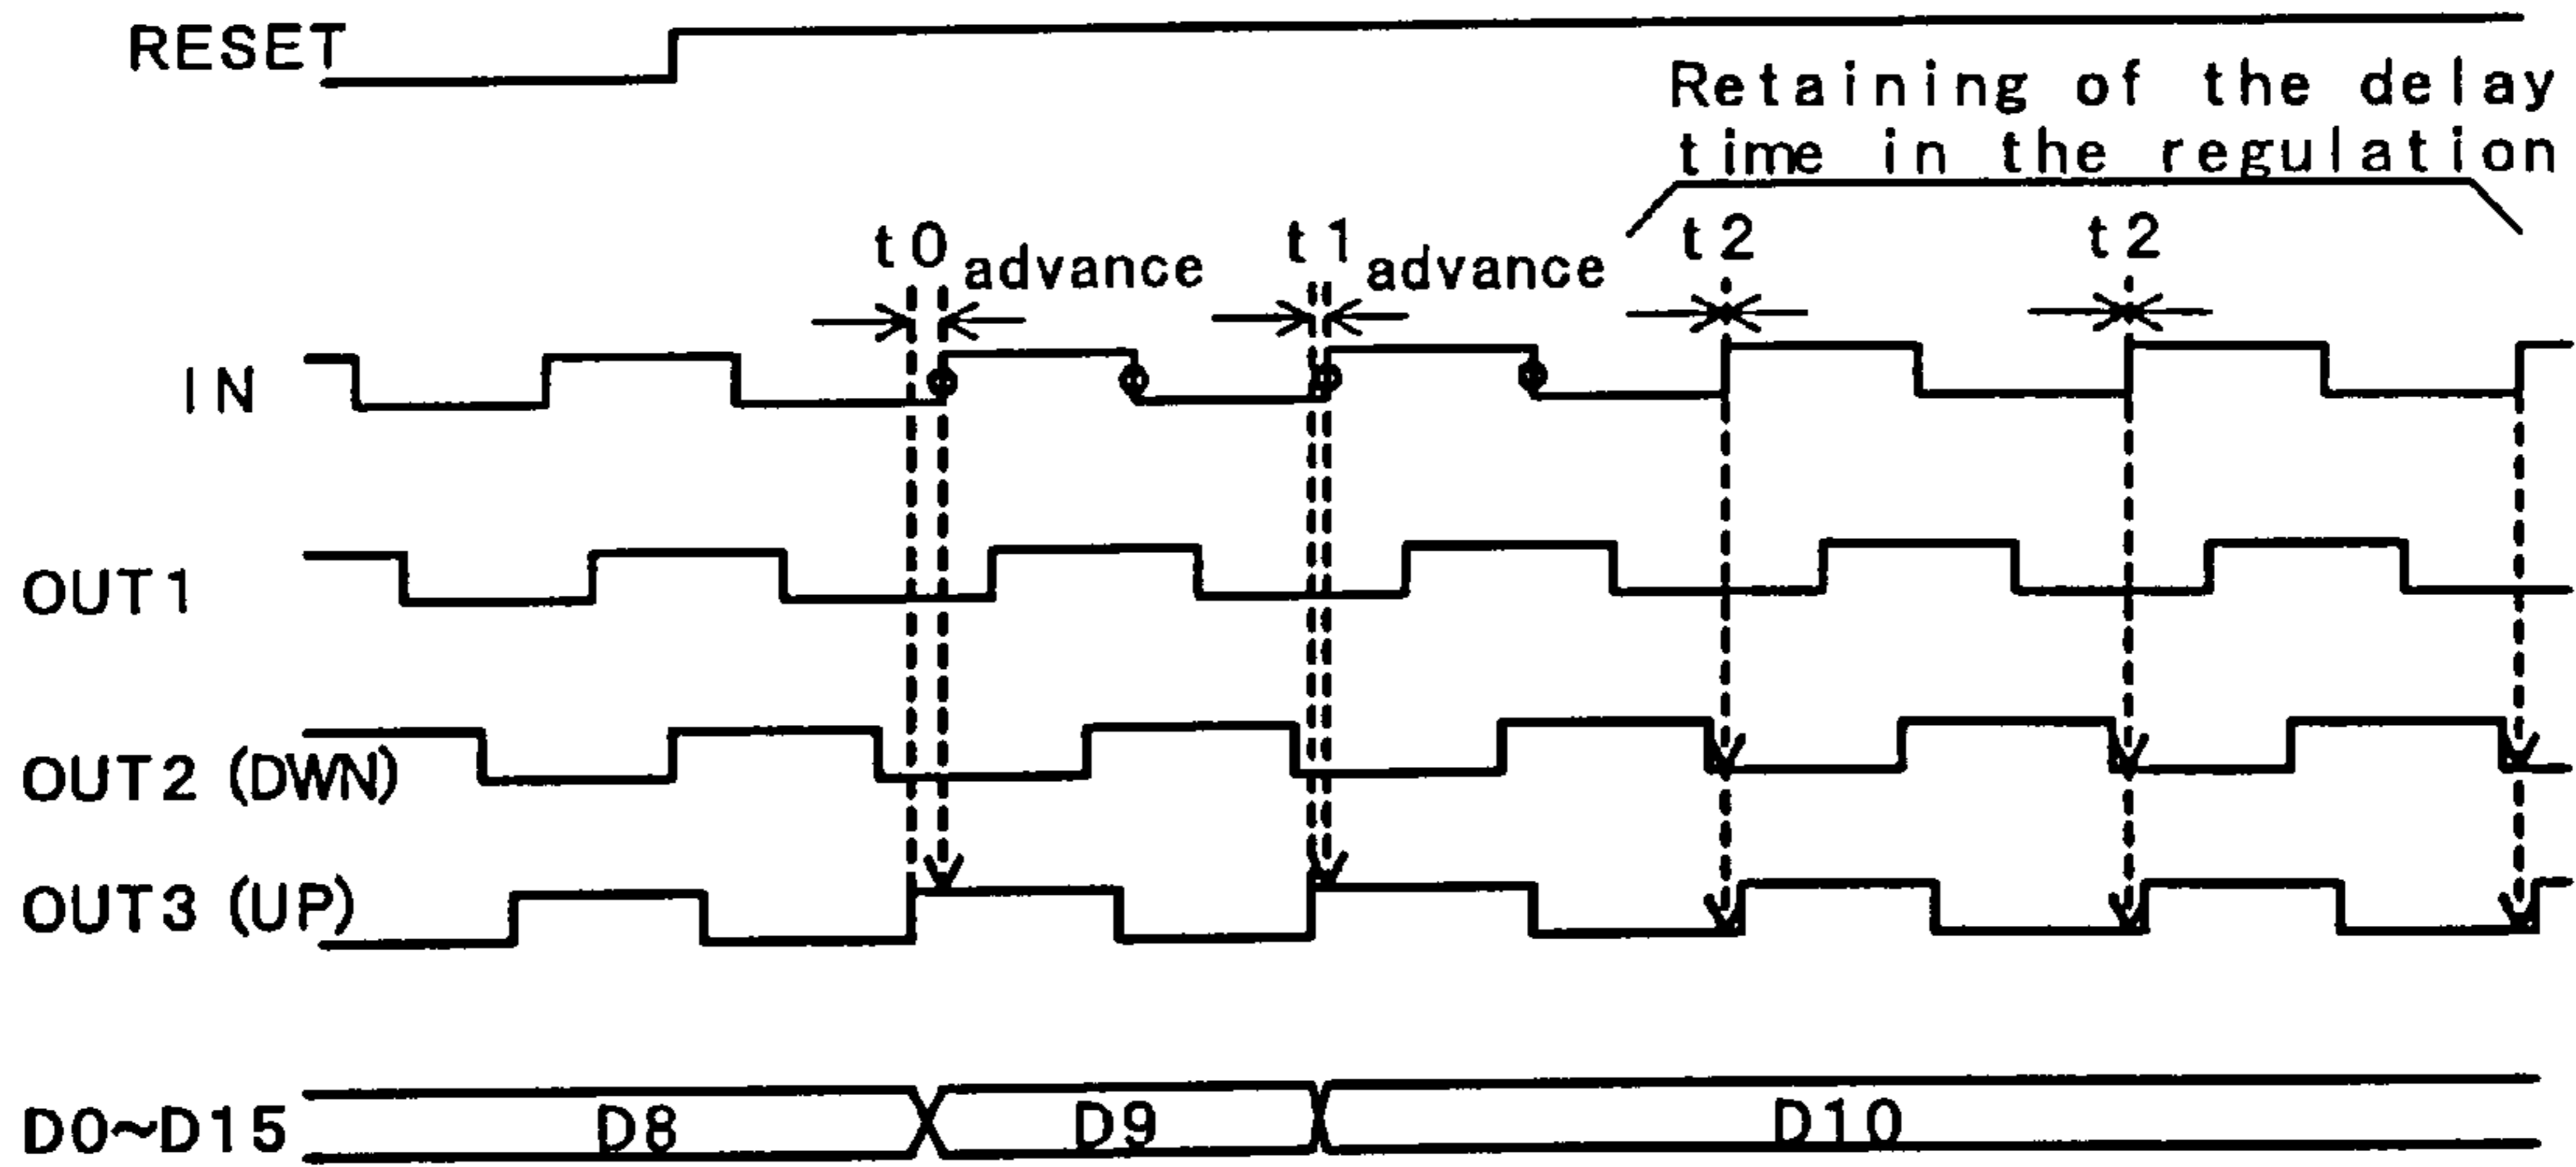 RESET
Retaining of the delay
time in the regulation
t0 advance t1 advance t2 t2
IN
OUT1
OUT2 (DWN)
OUT3 (UP)
D0~D15 D8 D9 D10